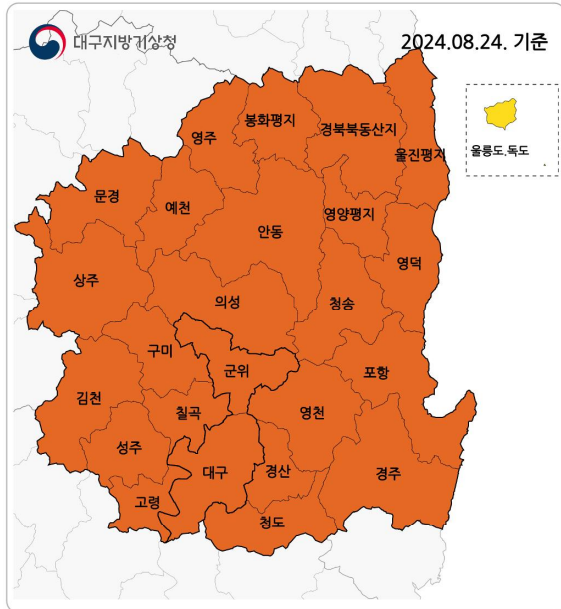 대구지방기상청
2024.08.24. 기준
봉화평지
영주
경북북동산지
울진평지
울릉도.독도
문경
예천
영양평지
안동
영덕
상주
의성
청송
구미
군위
포항
김천
칠곡
영천
성주
대구
경산
경주
고령
청도